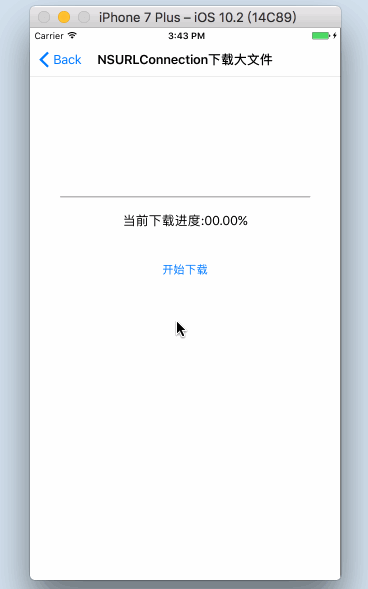 iPhone 7 Plus – iOS 10.2 (14C89)
Carrier 3:43 PM
Back NSURLConnection下载大文件
当前下载进度:00.00%
开始下载